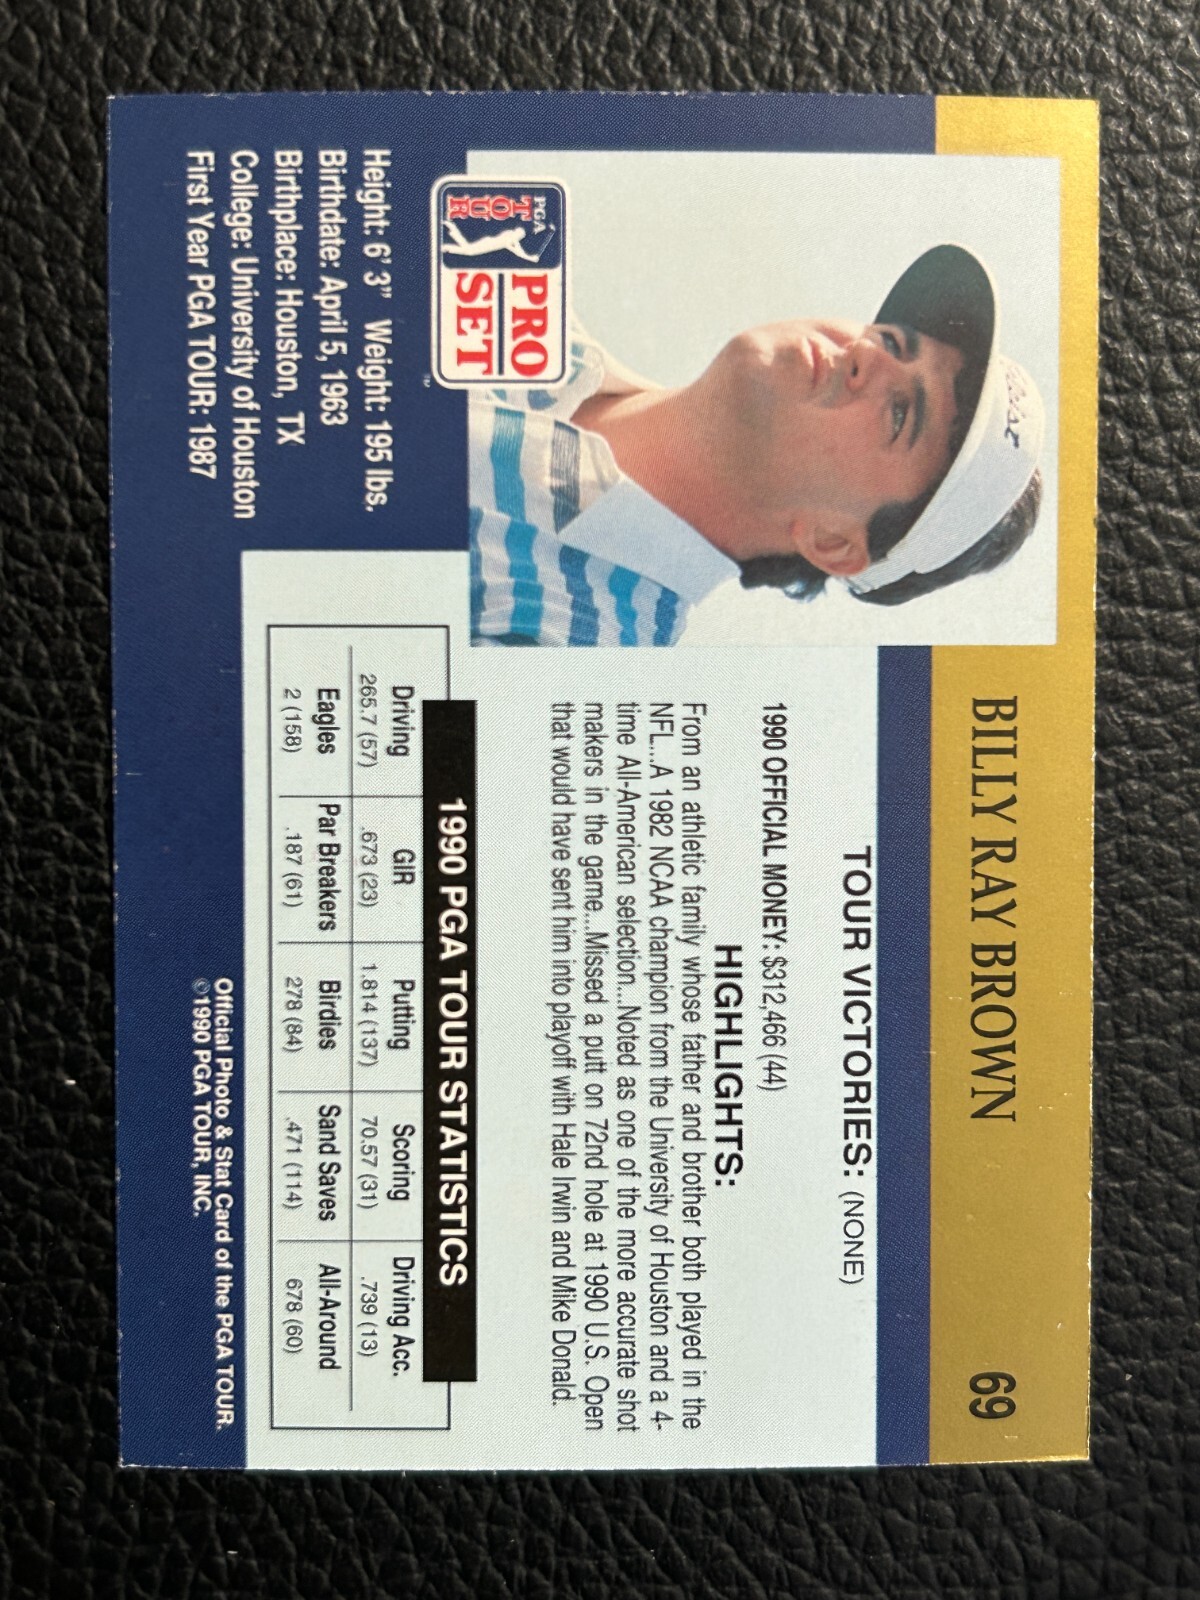 BILLY RAY BROWN 69
TOUR VICTORIES: (NONE)
1990 OFFICIAL MONEY: $312,466 (44)
HIGHLIGHTS:
From an athletic family whose father and brother both played in the
NFL...A 1982 NCAA champion from the University of Houston and a 4-
time All-American selection...Noted as one of the more accurate shot
makers in the game...Missed a putt on 72nd hole at 1990 U.S. Open
that would have sent him into playoff with Hale Irwin and Mike Donald.
PGA
TOUR
PRO
SET
TM
Height: 6' 3" Weight: 195 lbs.
Birthdate: April 5, 1963
Birthplace: Houston, TX
College: University of Houston
First Year PGA TOUR: 1987
1990 PGA TOUR STATISTICS
Driving GIR Putting Scoring Driving Acc.
265.7 (57) .673 (23) 1.814 (137) 70.57 (31) .739 (13)
Eagles Par Breakers Birdies Sand Saves All-Around
2 (158) .187 (61) 278 (84) .471 (114) 678 (60)
Official Photo & Stat Card of the PGA TOUR.
©1990 PGA TOUR, INC.